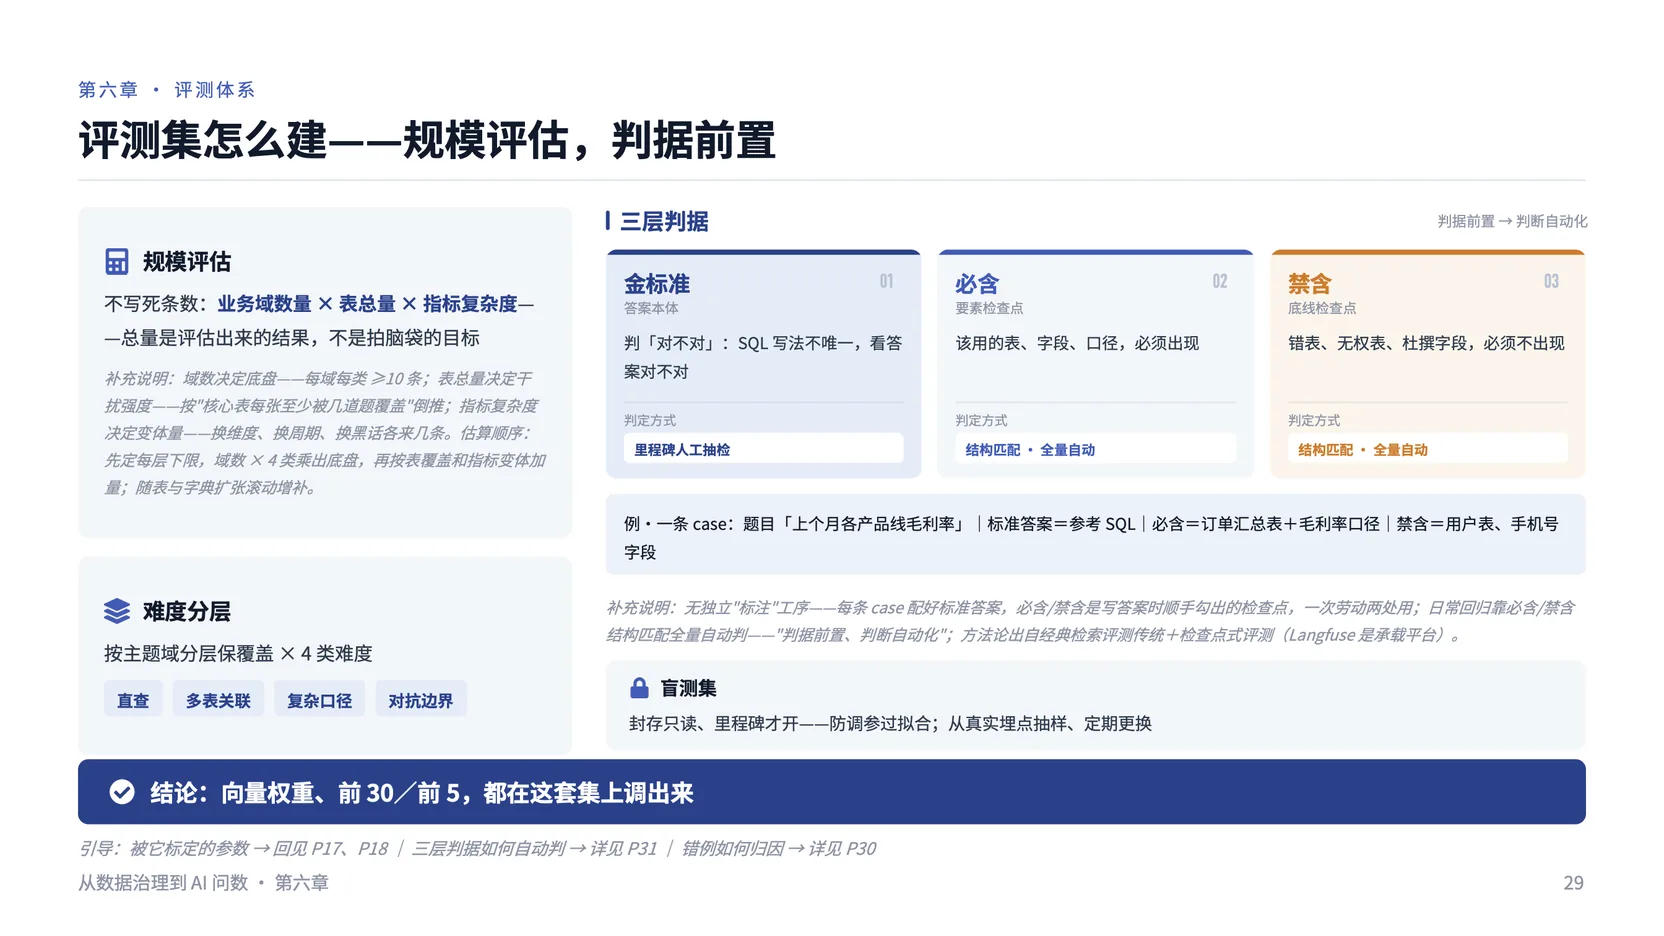 第六章 · 评测体系
评测集怎么建——规模评估，判据前置
规模评估
不写死条数：业务域数量 × 表总量 × 指标复杂度—
—总量是评估出来的结果，不是拍脑袋的目标
补充说明：域数决定底盘——每域每类 ≥10 条；表总量决定干
扰强度——按"核心表每张至少被几道题覆盖"倒推；指标复杂度
决定变体量——换维度、换周期、换黑话各来几条。估算顺序：
先定每层下限，域数 × 4 类乘出底盘，再按表覆盖和指标变体加
量；随表与字典扩张滚动增补。
难度分层
按主题域分层保覆盖 × 4 类难度
直查 多表关联 复杂口径 对抗边界
三层判据
判据前置 → 判断自动化
金标准 01
答案本体
判「对不对」：SQL 写法不唯一，看答
案对不对
判定方式
里程碑人工抽检
必含 02
要素检查点
该用的表、字段、口径，必须出现
判定方式
结构匹配 · 全量自动
禁含 03
底线检查点
错表、无权表、杜撰字段，必须不出现
判定方式
结构匹配 · 全量自动
例·一条 case：题目「上个月各产品线毛利率」｜标准答案＝参考 SQL｜必含＝订单汇总表＋毛利率口径｜禁含＝用户表、手机号
字段
补充说明：无独立"标注"工序——每条 case 配好标准答案，必含/禁含是写答案时顺手勾出的检查点，一次劳动两处用；日常回归靠必含/禁含
结构匹配全量自动判——"判据前置、判断自动化"；方法论出自经典检索评测传统＋检查点式评测（Langfuse 是承载平台）。
盲测集
封存只读、里程碑才开——防调参过拟合；从真实埋点抽样、定期更换
结论：向量权重、前 30／前 5，都在这套集上调出来
引导：被它标定的参数 → 回见 P17、P18 ｜ 三层判据如何自动判 → 详见 P31 ｜ 错例如何归因 → 详见 P30
从数据治理到 AI 问数 · 第六章
29